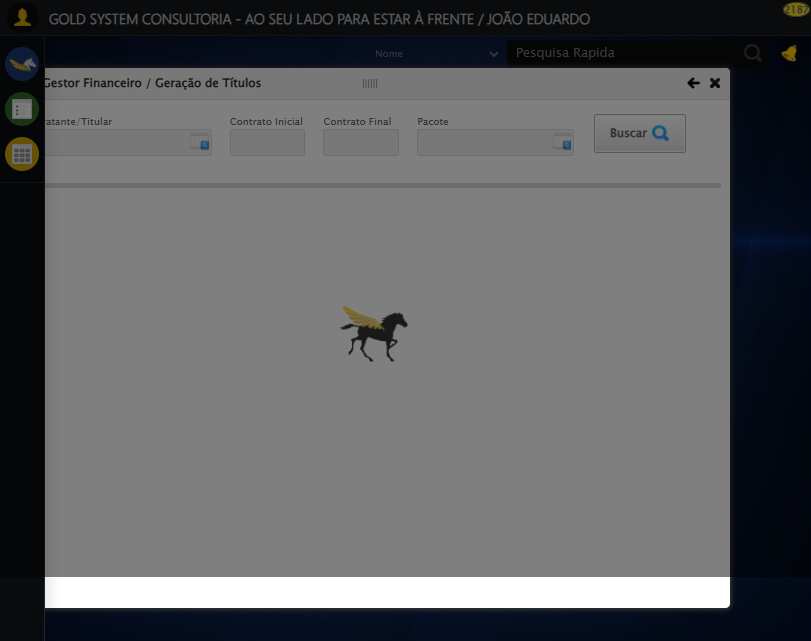 GOLD SYSTEM CONSULTORIA - AO SEU LADO PARA ESTAR À FRENTE / JOÃO EDUARDO
2187
Nome
Pesquisa Rapida
Gestor Financeiro / Geração de Títulos
ratante/Titular
Contrato Inicial
Contrato Final
Pacote
Buscar